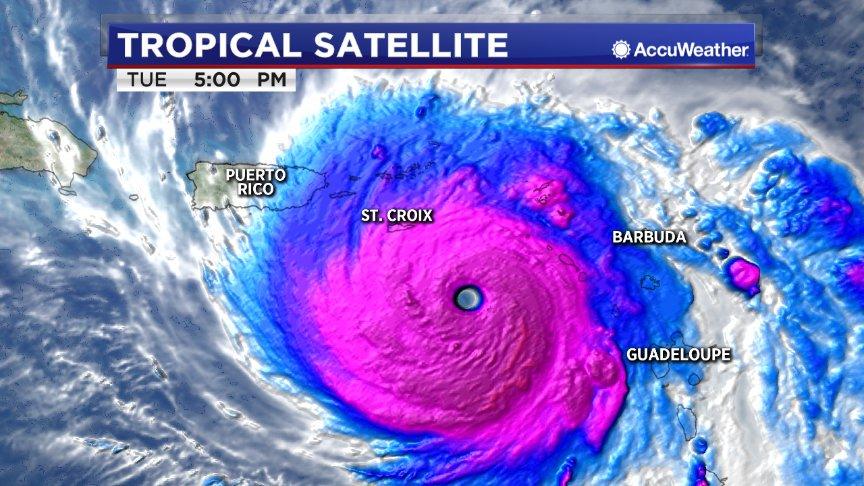 TROPICAL SATELLITE
AccuWeather
TUE 5:00 PM
PUERTO
RICO
ST. CROIX
BARBUDA
GUADELOUPE